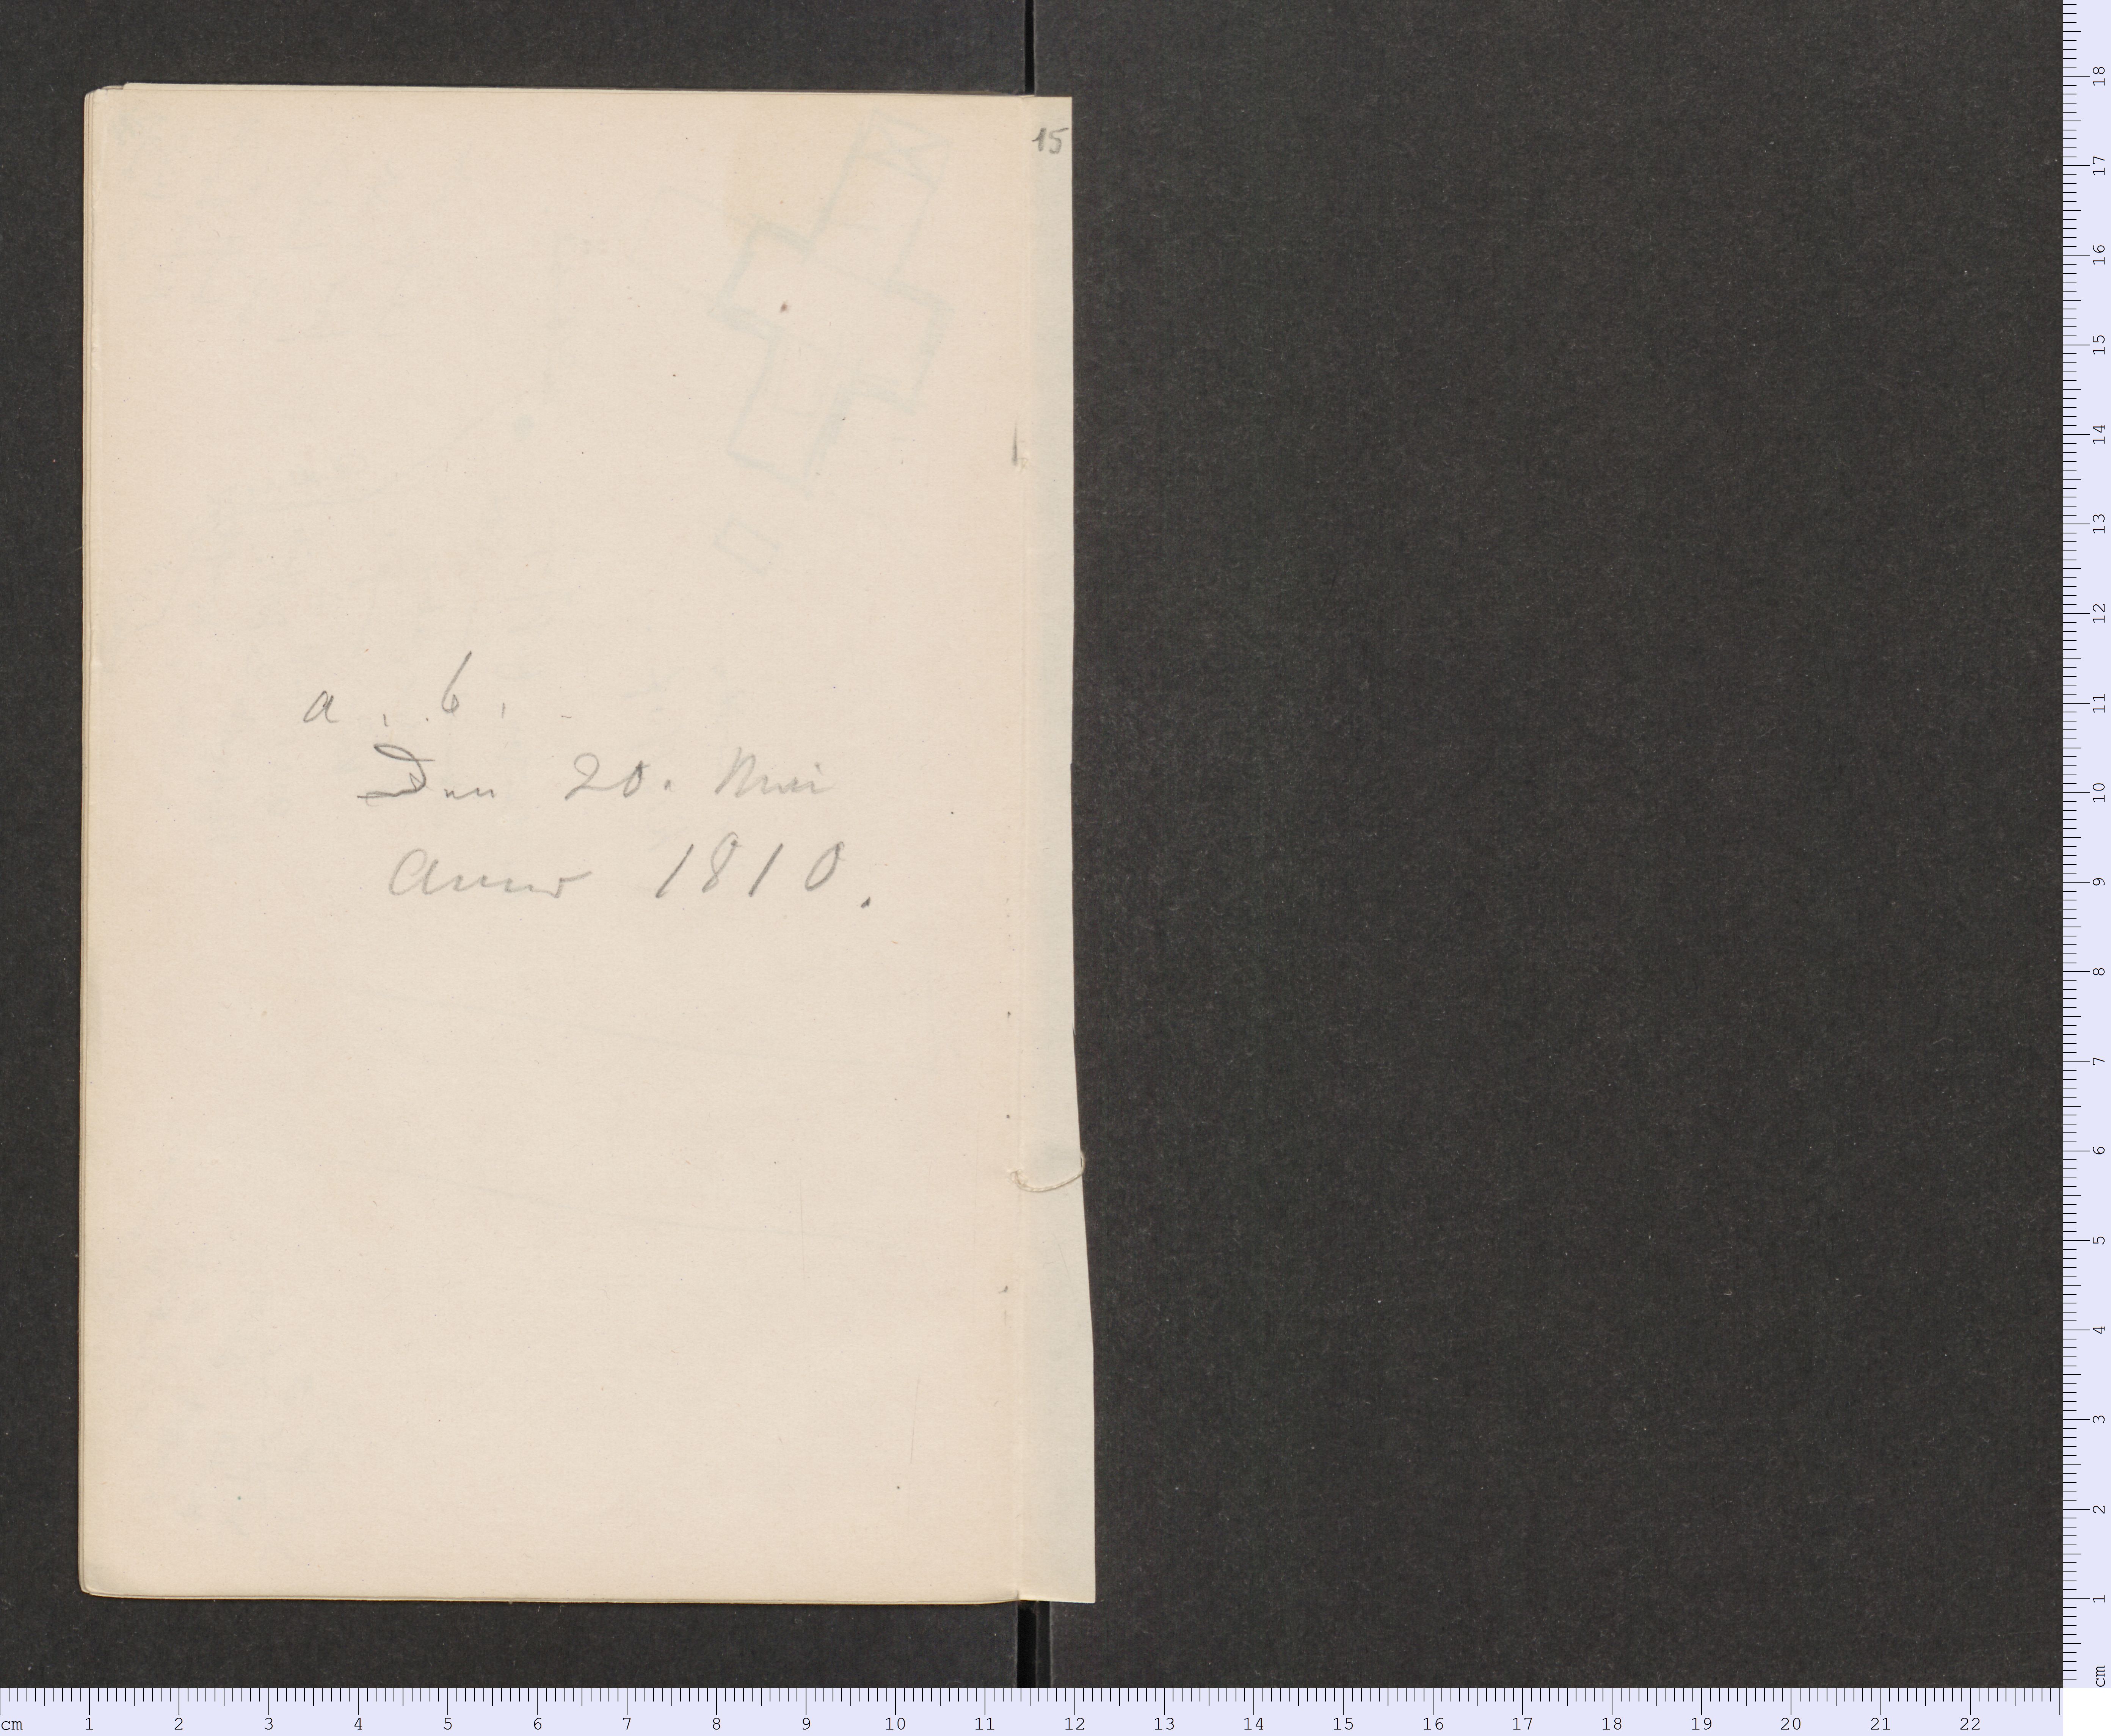 15
a. b.
Den 20. Mai
Anno 1810.